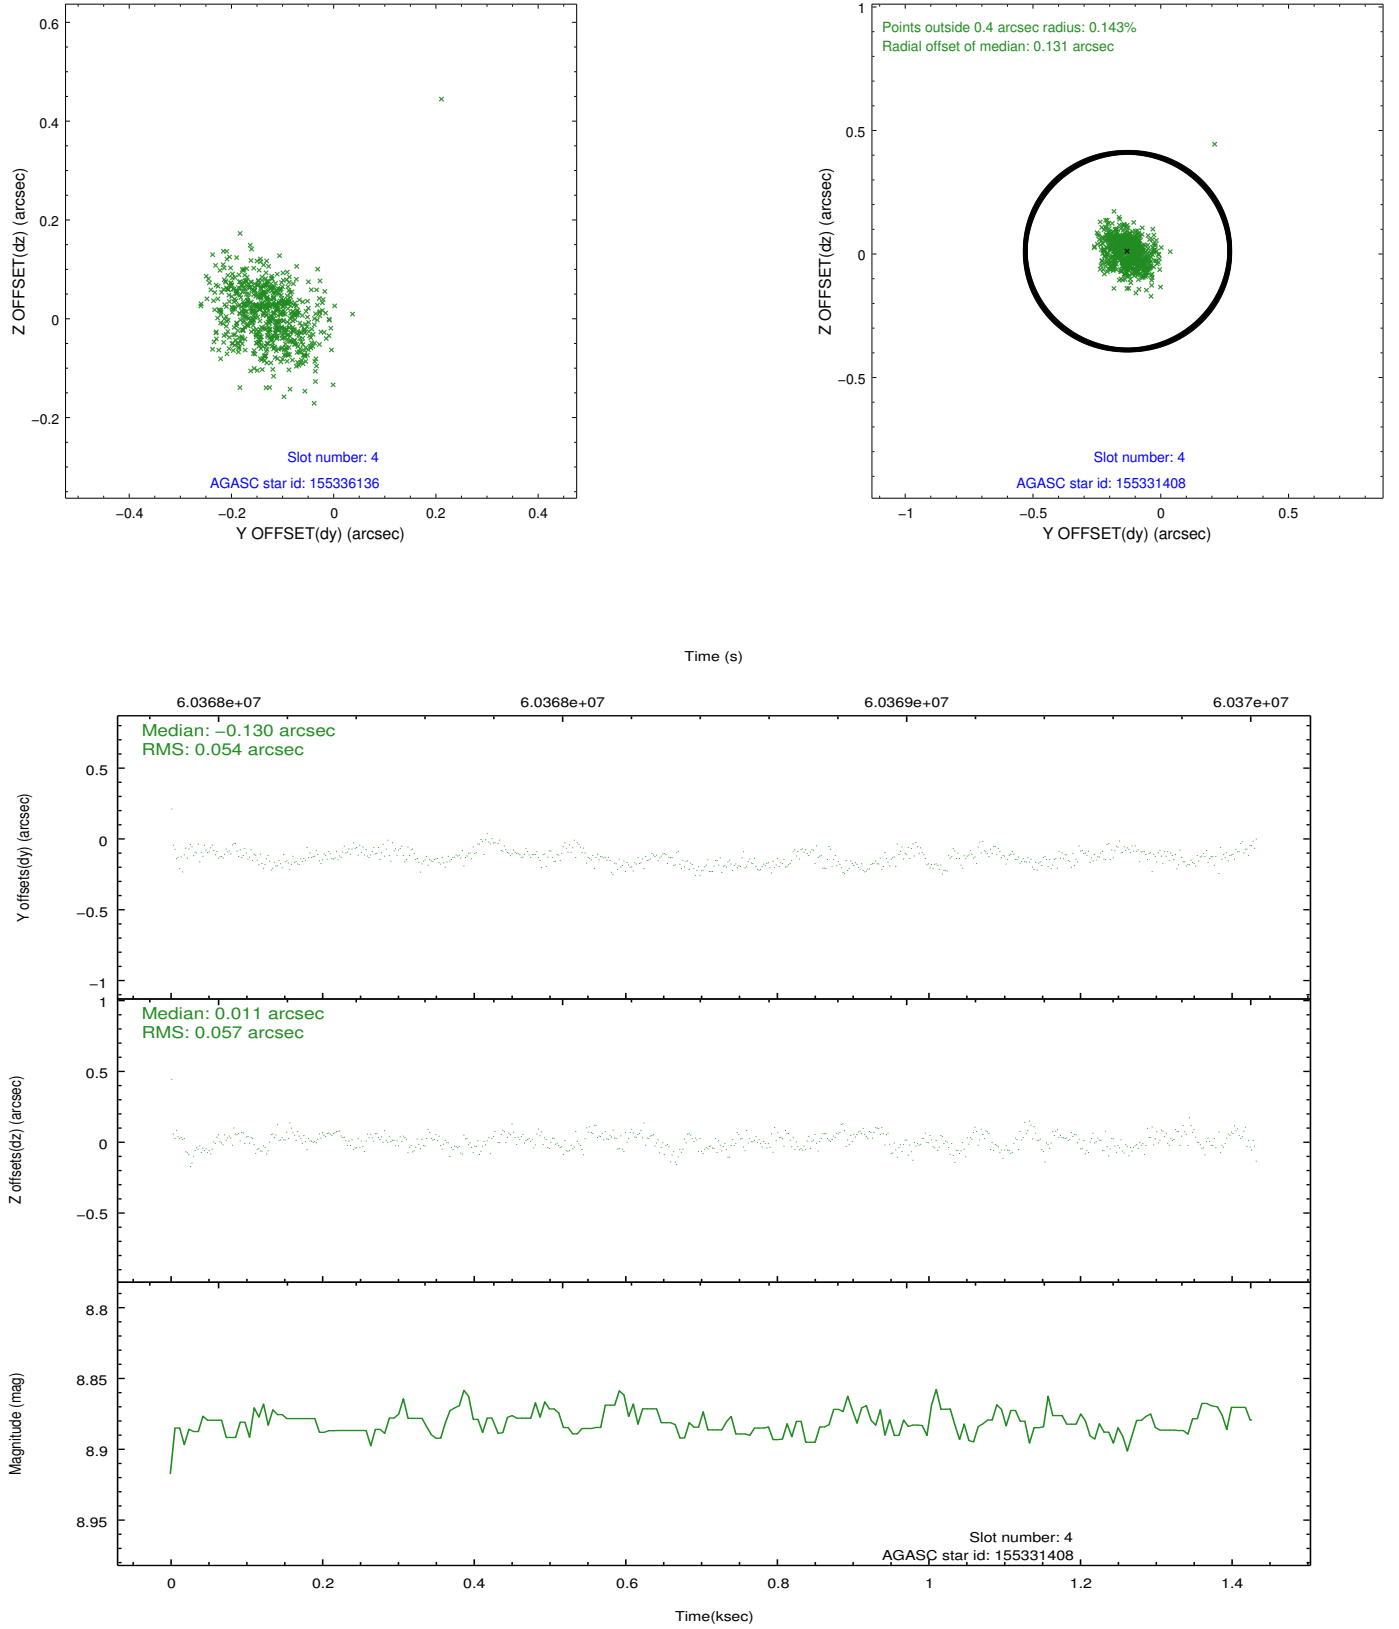 0.6
0.4
0.2
0
−0.2
−0.4
−0.2
0
0.2
0.4
Z OFFSET(dz) (arcsec)
Y OFFSET(dy) (arcsec)
Slot number: 4
AGASC star id: 155336136
Points outside 0.4 arcsec radius: 0.143%
Radial offset of median: 0.131 arcsec
1
0.5
0
−0.5
−1
−0.5
0
0.5
Z OFFSET(dz) (arcsec)
Y OFFSET(dy) (arcsec)
Slot number: 4
AGASC star id: 155331408
Time (s)
6.0368e+07 6.0368e+07 6.0369e+07 6.037e+07
Median: −0.130 arcsec
RMS: 0.054 arcsec
0.5
0
−0.5
−1
Y offsets(dy) (arcsec)
Median: 0.011 arcsec
RMS: 0.057 arcsec
1
0.5
0
−0.5
Z offsets(dz) (arcsec)
8.8
8.85
8.9
8.95
Magnitude (mag)
Slot number: 4
AGASC star id: 155331408
0 0.2 0.4 0.6 0.8 1 1.2 1.4
Time(ksec)